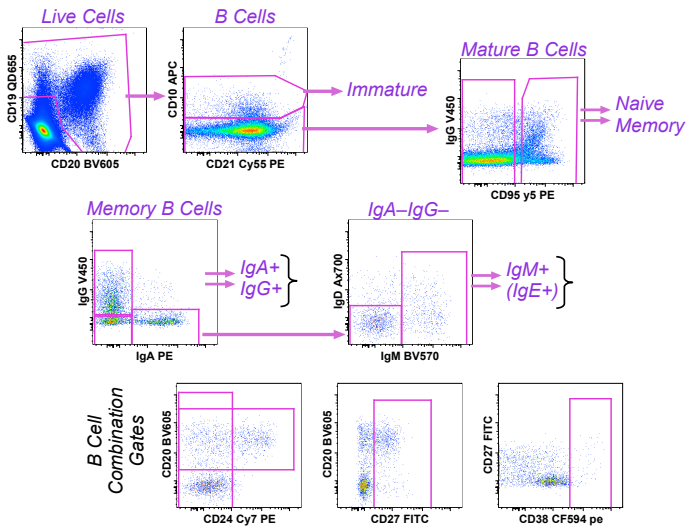 Live Cells
B Cells
Mature B Cells
CD19 QD655
CD20 BV605
CD10 APC
CD21 Cy55 PE
Immature
IgG V450
CD95 y5 PE
Naive
Memory
Memory B Cells
IgA–IgG–
IgG V450
IgA PE
IgA+
IgG+
IgD Ax700
IgM BV570
IgM+
(IgE+)
B Cell
Combination
Gates
CD20 BV605
CD24 Cy7 PE
CD20 BV605
CD27 FITC
CD27 FITC
CD38 CF594 pe